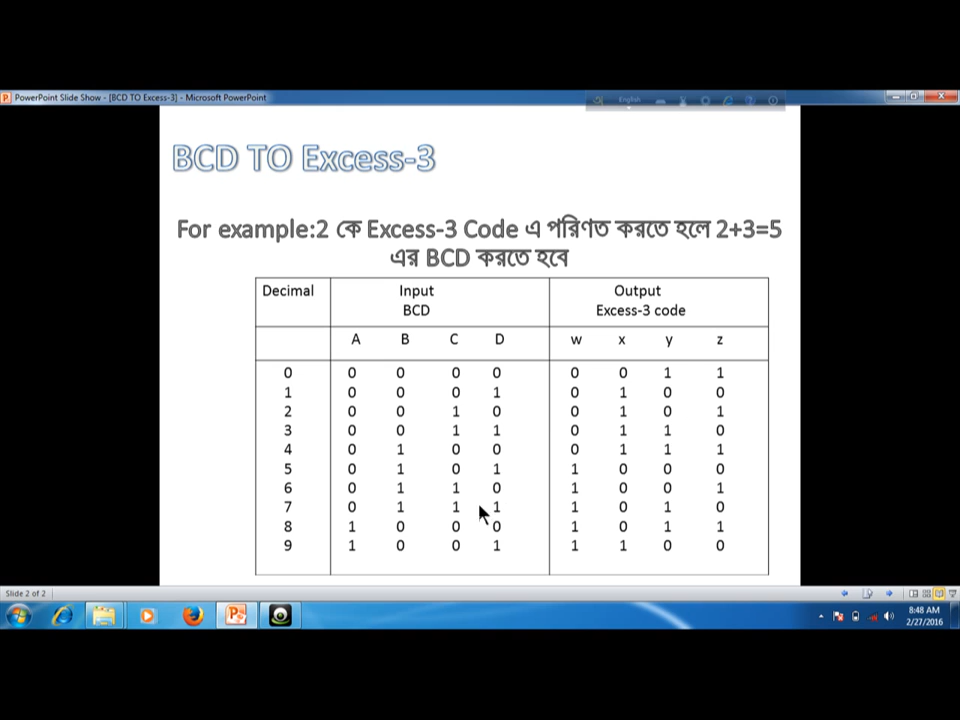 PowerPoint Slide Show - [BCD TO Excess-3] - Microsoft PowerPoint
English
BCD TO Excess-3
For example:2 কে Excess-3 Code এ পরিণত করতে হলে 2+3=5
এর BCD করতে হবে
Decimal Input Output
BCD Excess-3 code
A B C D w x y z
0 0 0 0 0 0 0 1 1
1 0 0 0 1 0 1 0 0
2 0 0 1 0 0 1 0 1
3 0 0 1 1 0 1 1 0
4 0 1 0 0 0 1 1 1
5 0 1 0 1 1 0 0 0
6 0 1 1 0 1 0 0 1
7 0 1 1 1 1 0 1 0
8 1 0 0 0 1 0 1 1
9 1 0 0 1 1 1 0 0
Slide 2 of 2
8:48 AM
2/27/2016